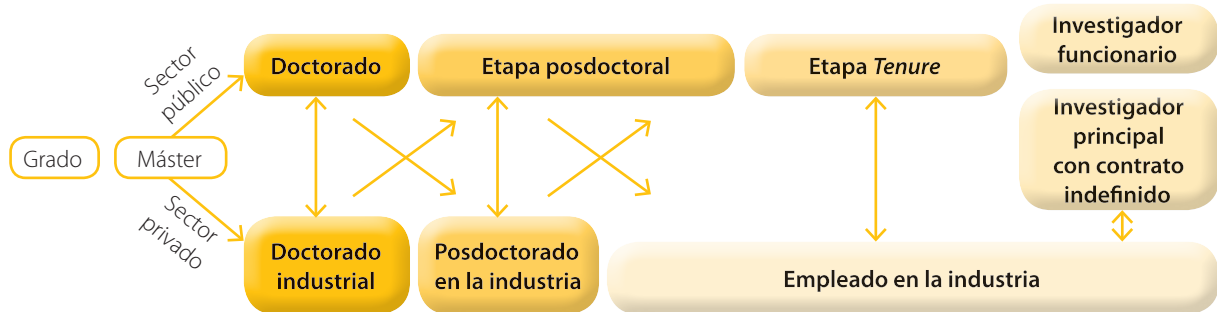 Grado
Máster
Sector
público
Sector
privado
Doctorado
Etapa posdoctoral
Etapa Tenure
Investigador
funcionario
Investigador
principal
con contrato
indefinido
Doctorado
industrial
Posdoctorado
en la industria
Empleado en la industria